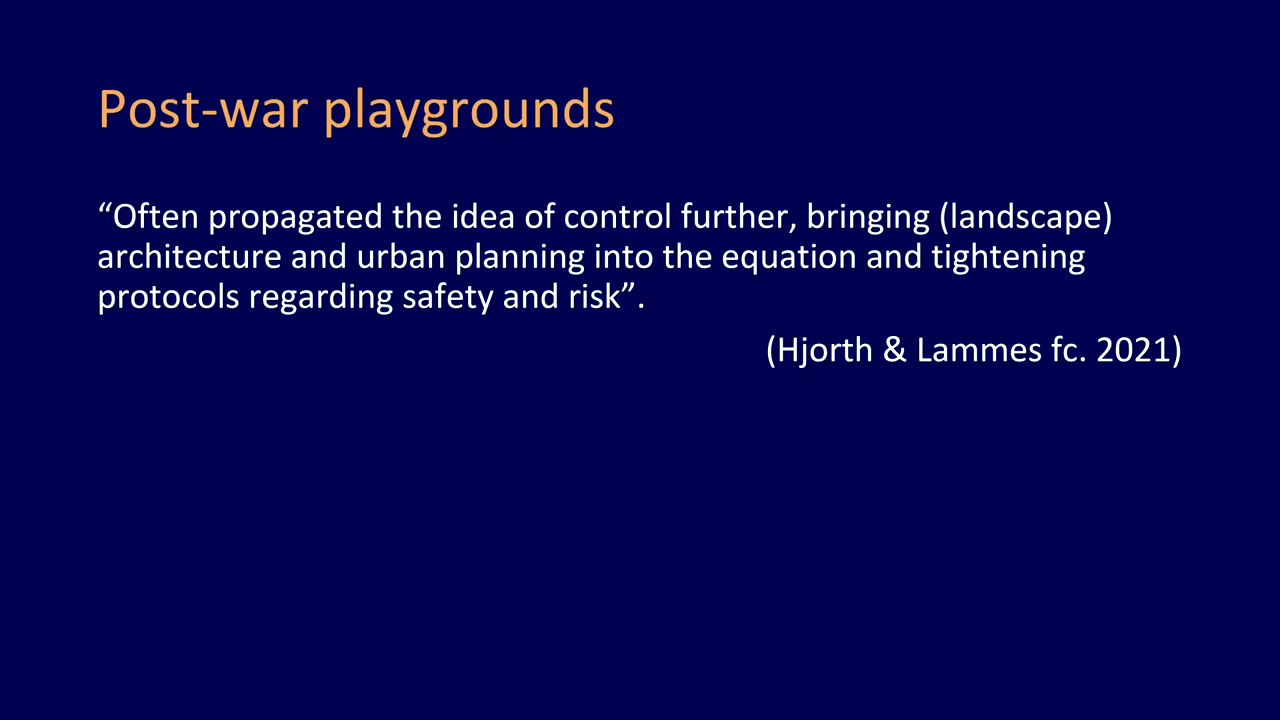 Post-war playgrounds
“Often propagated the idea of control further, bringing (landscape)
architecture and urban planning into the equation and tightening
protocols regarding safety and risk”.
(Hjorth & Lammes fc. 2021)